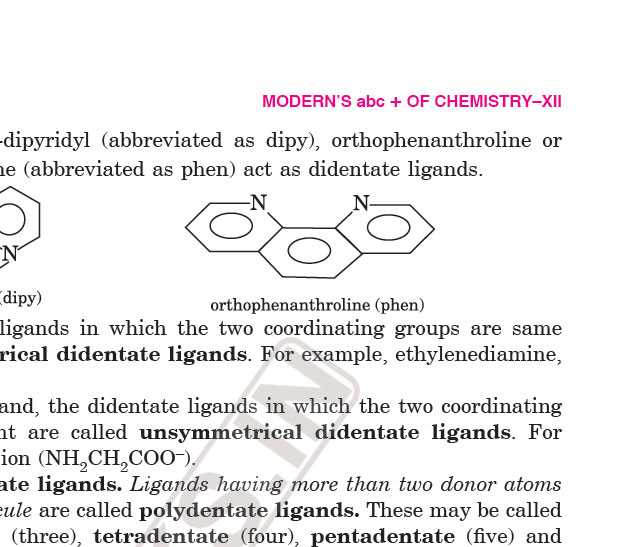 MODERN'S abc + OF CHEMISTRY–XII
-dipyridyl (abbreviated as dipy), orthophenanthroline or
ne (abbreviated as phen) act as didentate ligands.
N N
N
(dipy)
orthophenanthroline (phen)
ligands in which the two coordinating groups are same
rical didentate ligands. For example, ethylenediamine,
and, the didentate ligands in which the two coordinating
nt are called unsymmetrical didentate ligands. For
ion (NH₂CH₂COO⁻).
ate ligands. Ligands having more than two donor atoms
cule are called polydentate ligands. These may be called
(three), tetradentate (four), pentadentate (five) and
S.IN